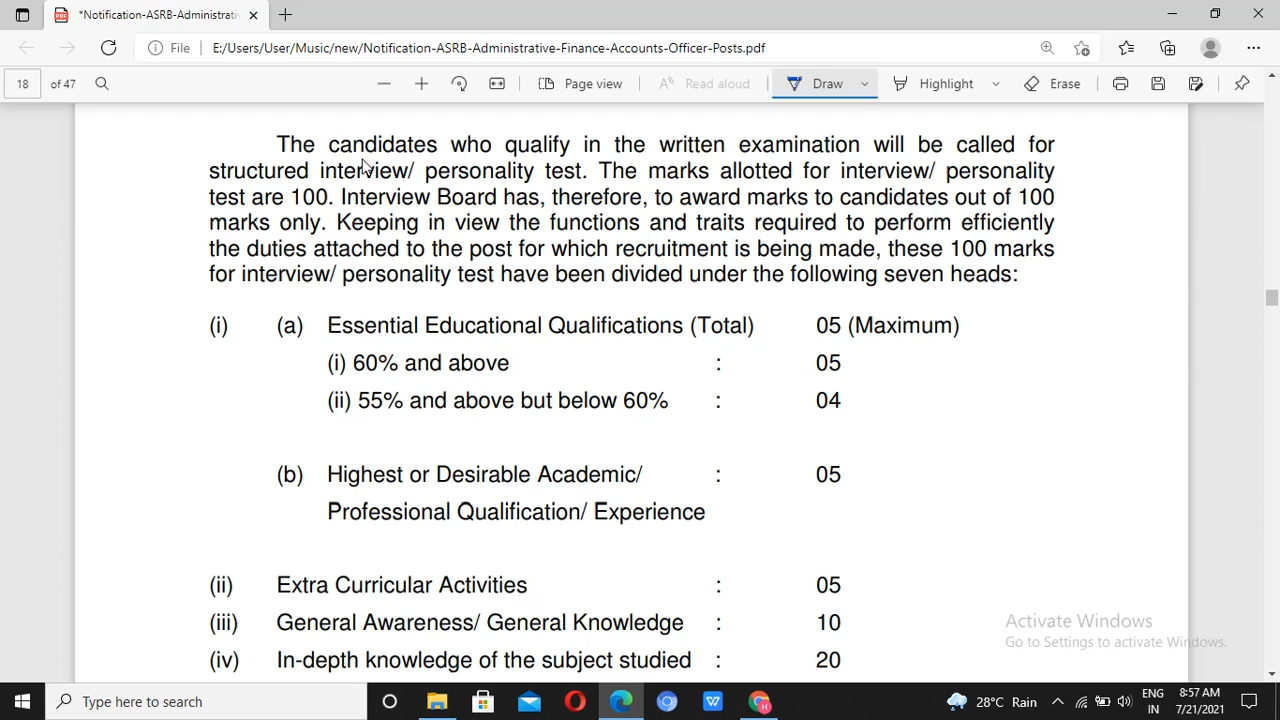 *Notification-ASRB-Administrati
File E:/Users/User/Music/new/Notification-ASRB-Administrative-Finance-Accounts-Officer-Posts.pdf
18 of 47 Page view Read aloud Draw Highlight Erase
The candidates who qualify in the written examination will be called for
structured interview/ personality test. The marks allotted for interview/ personality
test are 100. Interview Board has, therefore, to award marks to candidates out of 100
marks only. Keeping in view the functions and traits required to perform efficiently
the duties attached to the post for which recruitment is being made, these 100 marks
for interview/ personality test have been divided under the following seven heads:
(i) (a) Essential Educational Qualifications (Total) 05 (Maximum)
(i) 60% and above : 05
(ii) 55% and above but below 60% : 04
(b) Highest or Desirable Academic/ : 05
Professional Qualification/ Experience
(ii) Extra Curricular Activities : 05
(iii) General Awareness/ General Knowledge : 10
(iv) In-depth knowledge of the subject studied : 20
Activate Windows
Go to Settings to activate Windows.
Type here to search
28°C Rain
ENG
IN
8:57 AM
7/21/2021